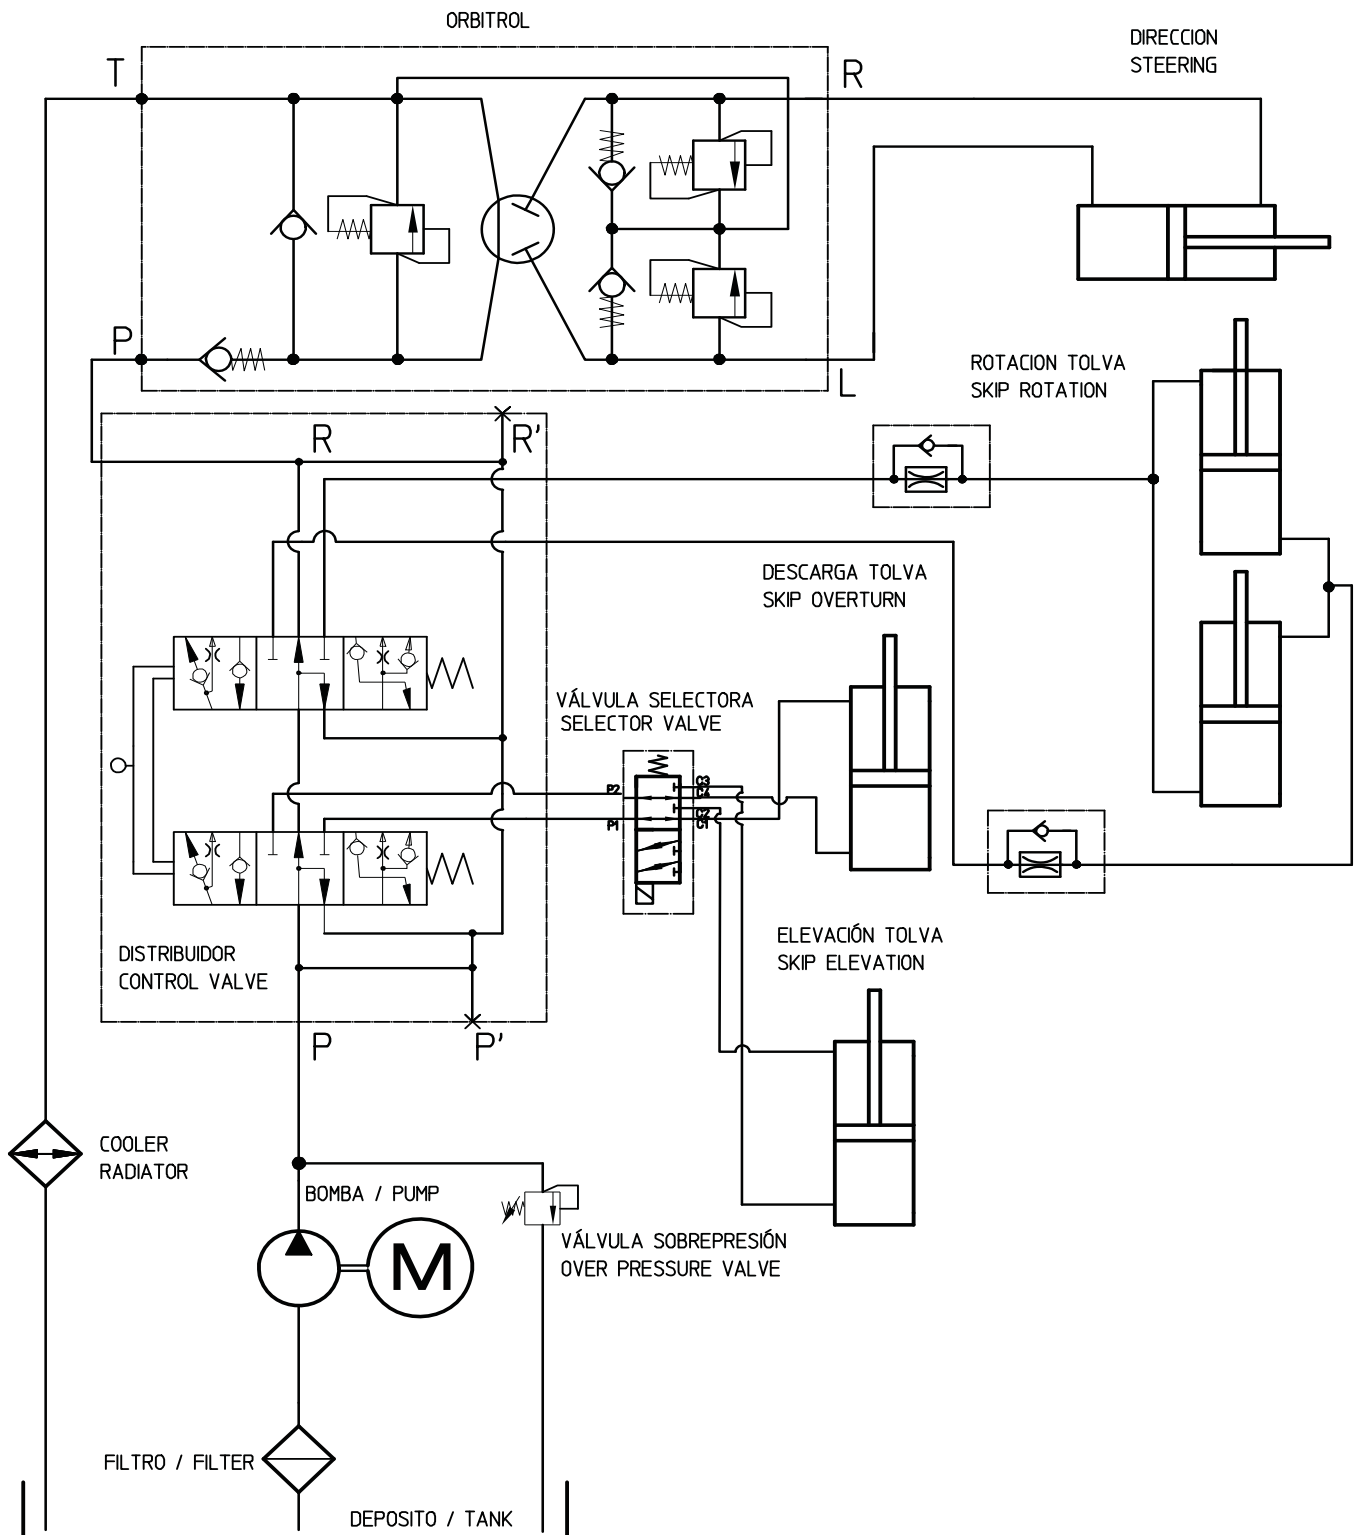 ORBITROL
DIRECCION
STEERING
T
R
P
L
ROTACION TOLVA
SKIP ROTATION
R
R'
DESCARGA TOLVA
SKIP OVERTURN
VÁLVULA SELECTORA
SELECTOR VALVE
P2
C3
C4
P1
C2
C1
DISTRIBUIDOR
CONTROL VALVE
ELEVACIÓN TOLVA
SKIP ELEVATION
P
P'
COOLER
RADIATOR
BOMBA / PUMP
M
VÁLVULA SOBREPRESIÓN
OVER PRESSURE VALVE
FILTRO / FILTER
DEPOSITO / TANK